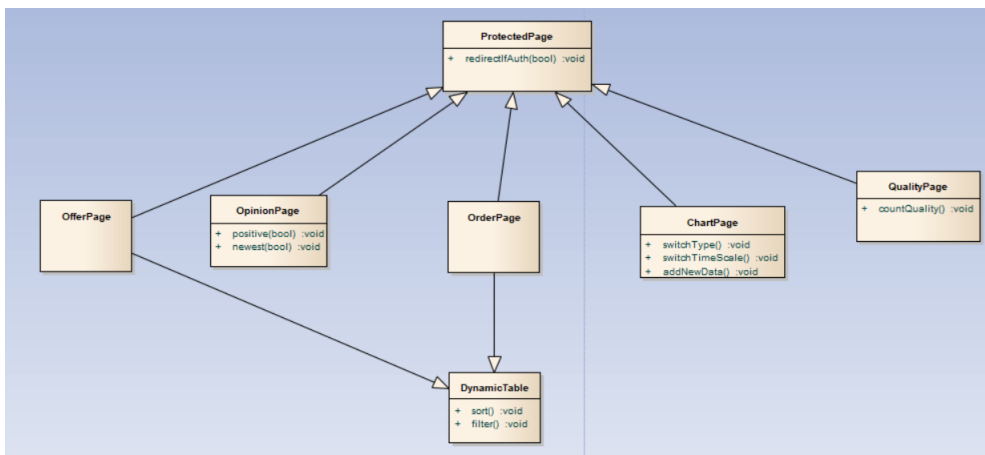 ProtectedPage
+ redirectIfAuth(bool) :void
OfferPage
OpinionPage
+ positive(bool) :void
+ newest(bool) :void
OrderPage
ChartPage
+ switchType() :void
+ switchTimeScale() :void
+ addNewData() :void
QualityPage
+ countQuality() :void
DynamicTable
+ sort() :void
+ filter() :void